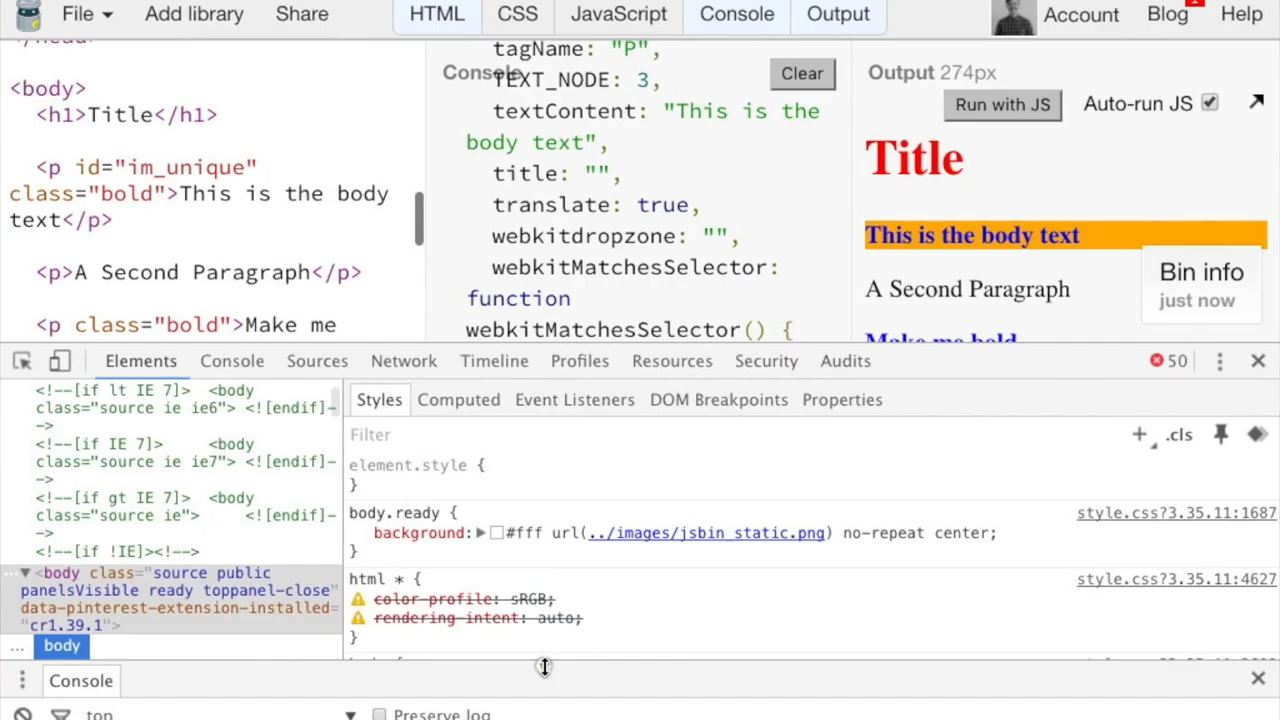 File
Add library
Share
HTML
CSS
JavaScript
Console
Output
Account
Blog
1
Help
<body>
<h1>Title</h1>
<p id="im_unique"
class="bold">This is the body
text</p>
<p>A Second Paragraph</p>
<p class="bold">Make me
Console
Clear
tagName: "P",
TEXT_NODE: 3,
textContent: "This is the
body text",
title: "",
translate: true,
webkitdropzone: "",
webkitMatchesSelector:
function
webkitMatchesSelector() {
Output 274px
Run with JS
Auto-run JS
Title
This is the body text
A Second Paragraph
Make me bold
Bin info
just now
Elements
Console
Sources
Network
Timeline
Profiles
Resources
Security
Audits
50
<!--[if lt IE 7]>  <body
class="source ie ie6"> <![endif]-
->
<!--[if IE 7]>     <body
class="source ie ie7"> <![endif]-
->
<!--[if gt IE 7]>  <body
class="source ie">     <![endif]-
->
<!--[if !IE]><!-->
…▼<body class="source public
panelsVisible ready toppanel-close"
data-pinterest-extension-installed=
"cr1.39.1">
... body
Styles
Computed
Event Listeners
DOM Breakpoints
Properties
Filter
.cls
element.style {
}
body.ready {
style.css?3.35.11:1687
background: #fff url(../images/jsbin_static.png) no-repeat center;
}
html * {
style.css?3.35.11:4627
color-profile: sRGB;
rendering-intent: auto;
}
Console
top
Preserve log